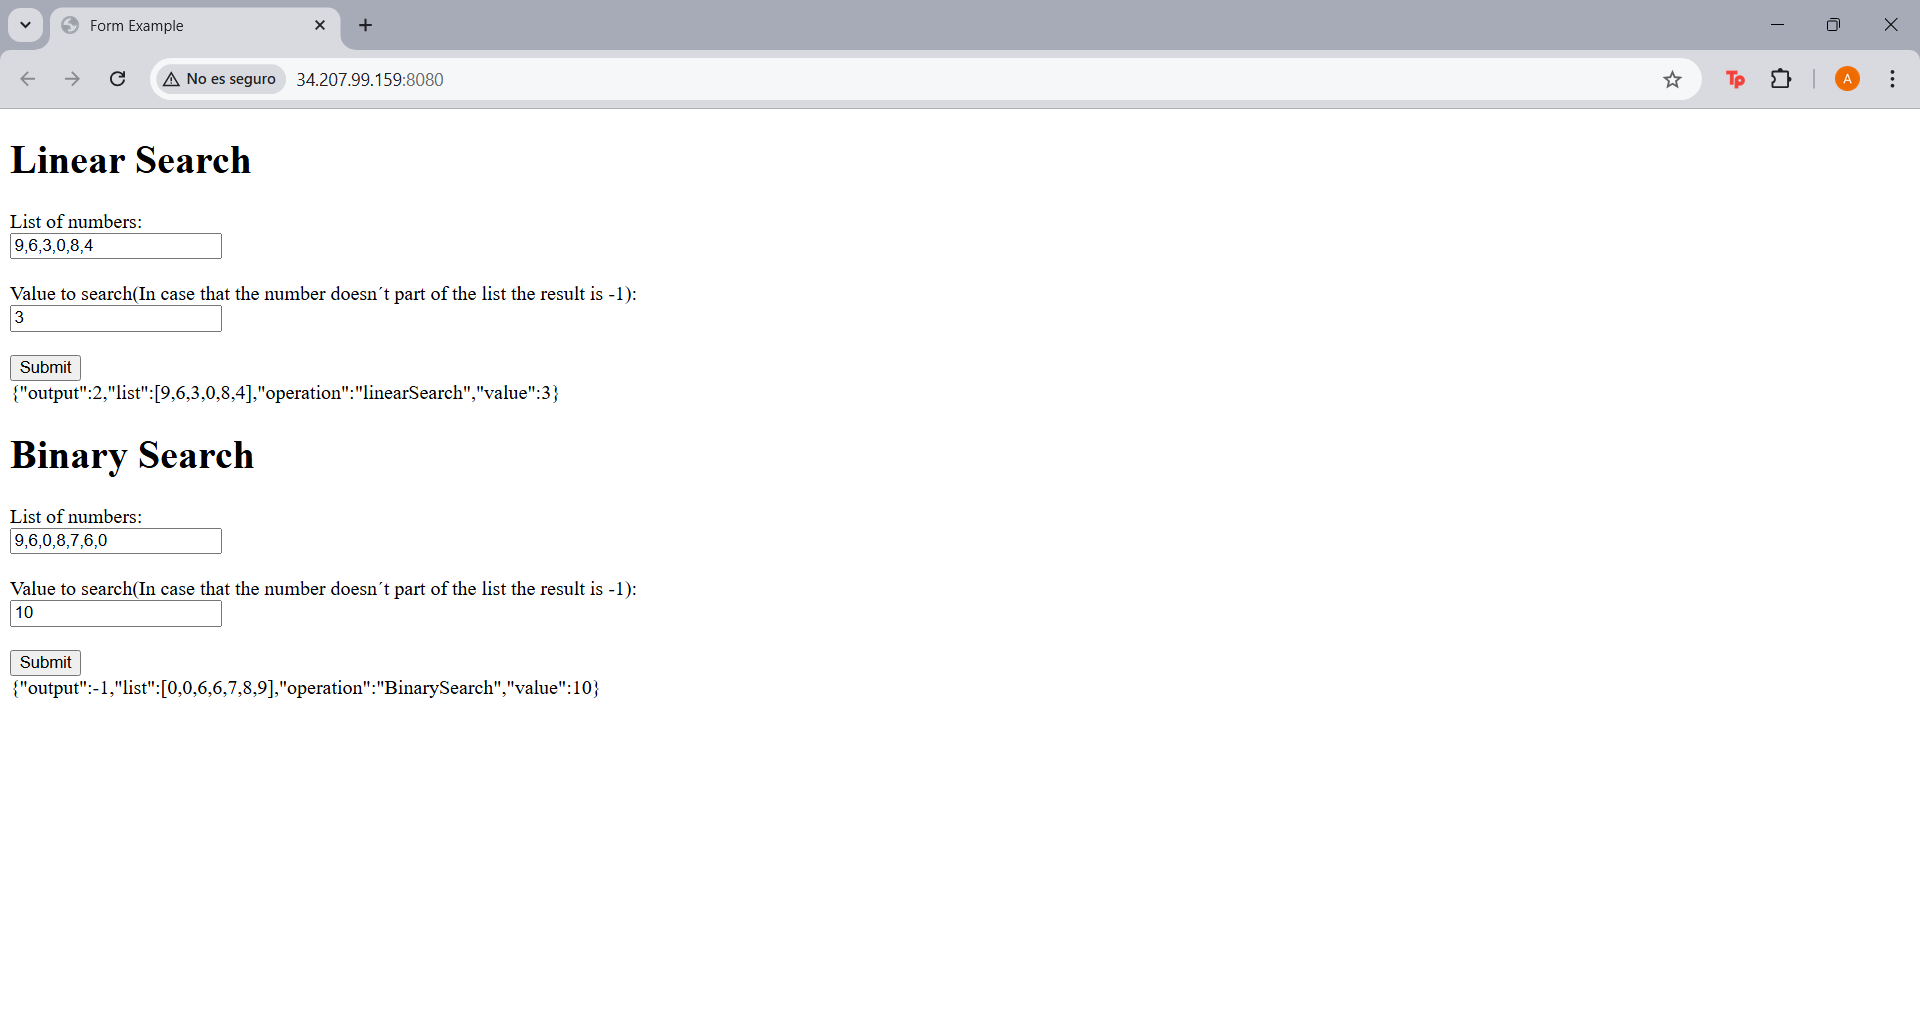 Form Example
No es seguro
34.207.99.159:8080
Tp
A
Linear Search
List of numbers:
9,6,3,0,8,4
Value to search(In case that the number doesn´t part of the list the result is -1):
3
Submit
{"output":2,"list":[9,6,3,0,8,4],"operation":"linearSearch","value":3}
Binary Search
List of numbers:
9,6,0,8,7,6,0
Value to search(In case that the number doesn´t part of the list the result is -1):
10
Submit
{"output":-1,"list":[0,0,6,6,7,8,9],"operation":"BinarySearch","value":10}